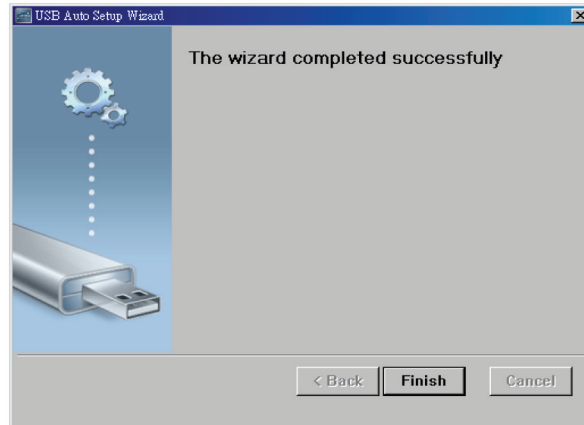 USB Auto Setup Wizard
The wizard completed successfully
< Back Finish Cancel